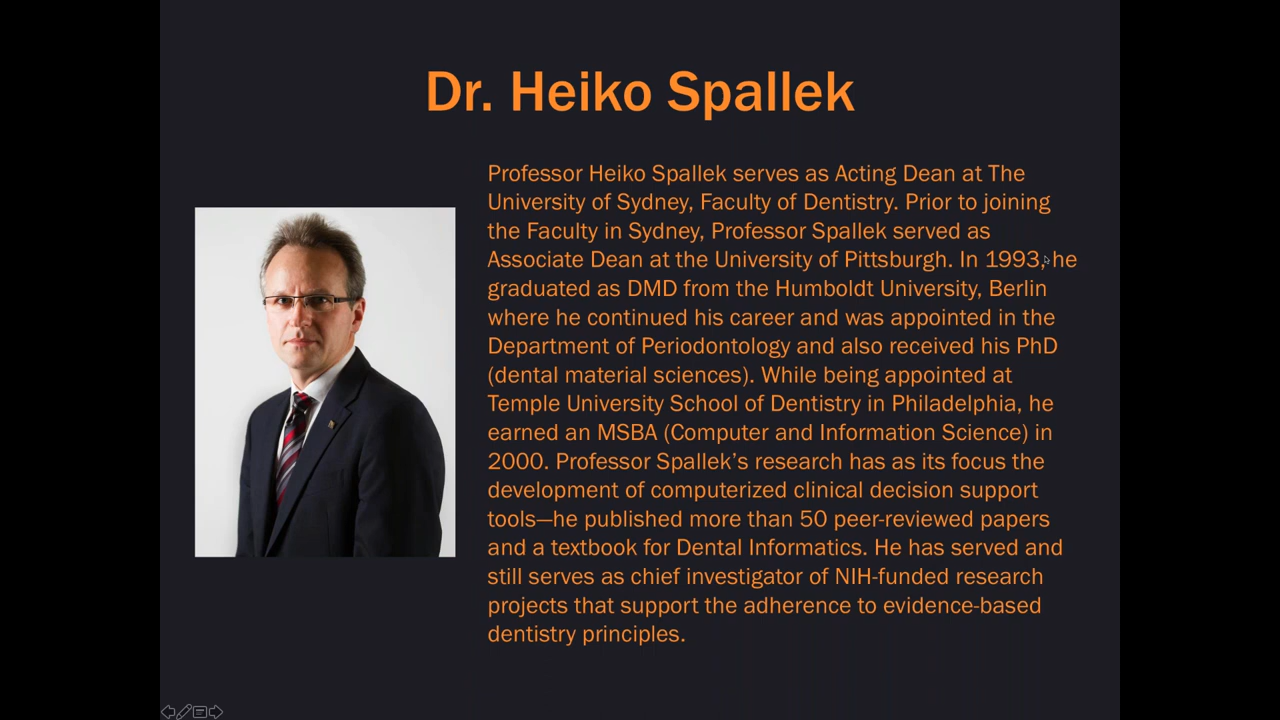 Dr. Heiko Spallek
Professor Heiko Spallek serves as Acting Dean at The
University of Sydney, Faculty of Dentistry. Prior to joining
the Faculty in Sydney, Professor Spallek served as
Associate Dean at the University of Pittsburgh. In 1993, he
graduated as DMD from the Humboldt University, Berlin
where he continued his career and was appointed in the
Department of Periodontology and also received his PhD
(dental material sciences). While being appointed at
Temple University School of Dentistry in Philadelphia, he
earned an MSBA (Computer and Information Science) in
2000. Professor Spallek’s research has as its focus the
development of computerized clinical decision support
tools—he published more than 50 peer-reviewed papers
and a textbook for Dental Informatics. He has served and
still serves as chief investigator of NIH-funded research
projects that support the adherence to evidence-based
dentistry principles.